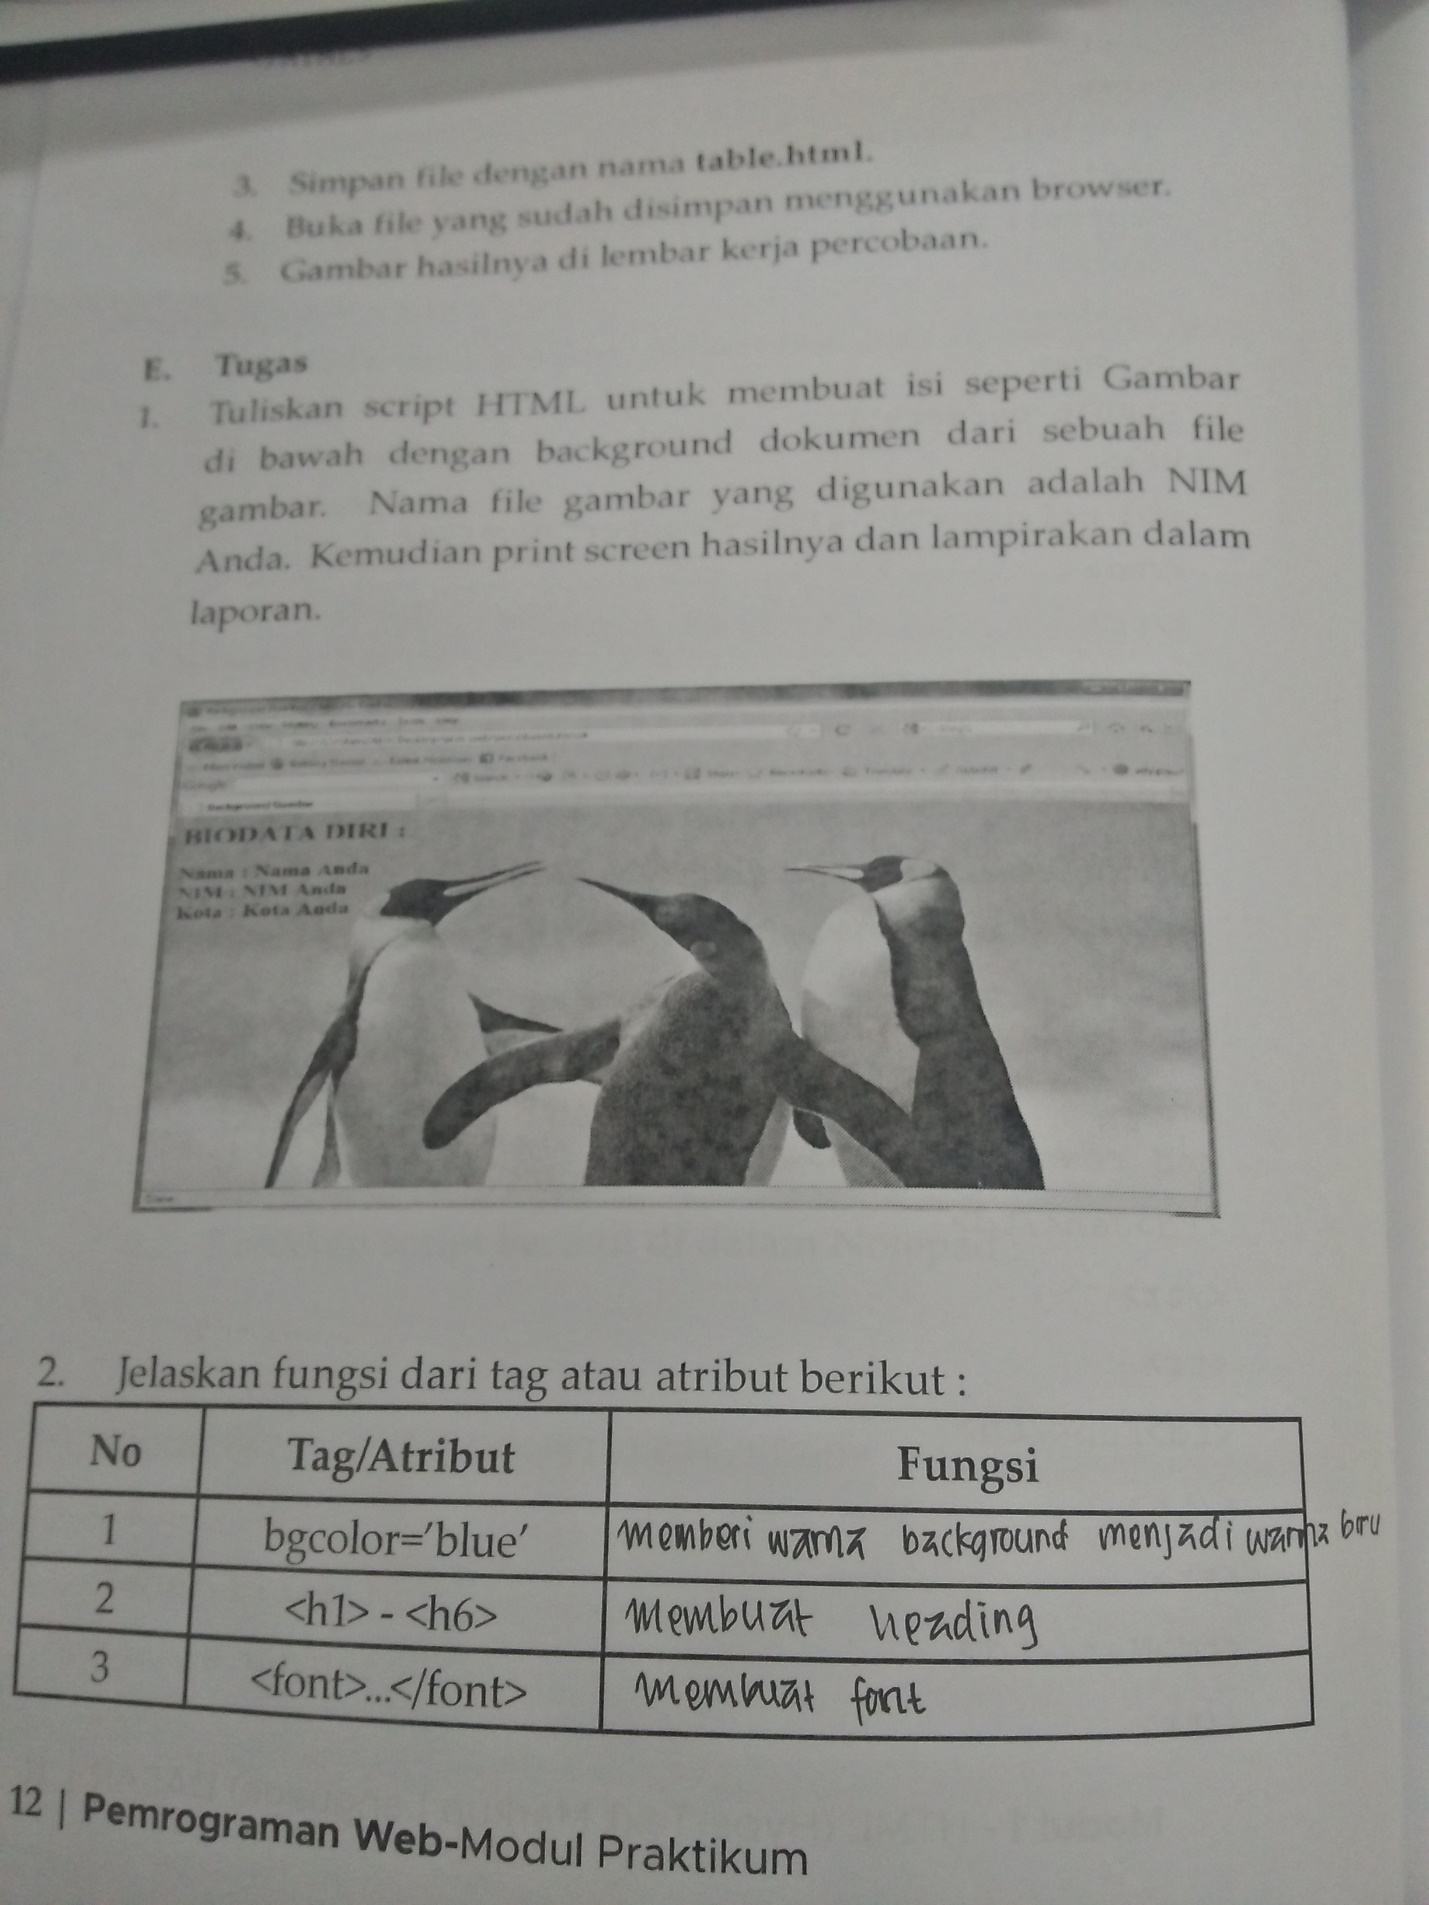 3. Simpan file dengan nama table.html.
4. Buka file yang sudah disimpan menggunakan browser.
5. Gambar hasilnya di lembar kerja percobaan.
E. Tugas
1. Tuliskan script HTML untuk membuat isi seperti Gambar
di bawah dengan background dokumen dari sebuah file
gambar. Nama file gambar yang digunakan adalah NIM
Anda. Kemudian print screen hasilnya dan lampirakan dalam
laporan.
BIODATA DIRI :
Nama : Nama Anda
NIM : NIM Anda
Kota : Kota Anda
2. Jelaskan fungsi dari tag atau atribut berikut :
No Tag/Atribut Fungsi
1 bgcolor='blue' memberi warna background menjadi warna biru
2 <h1> - <h6> membuat heading
3 <font>...</font> membuat font
12 | Pemrograman Web-Modul Praktikum